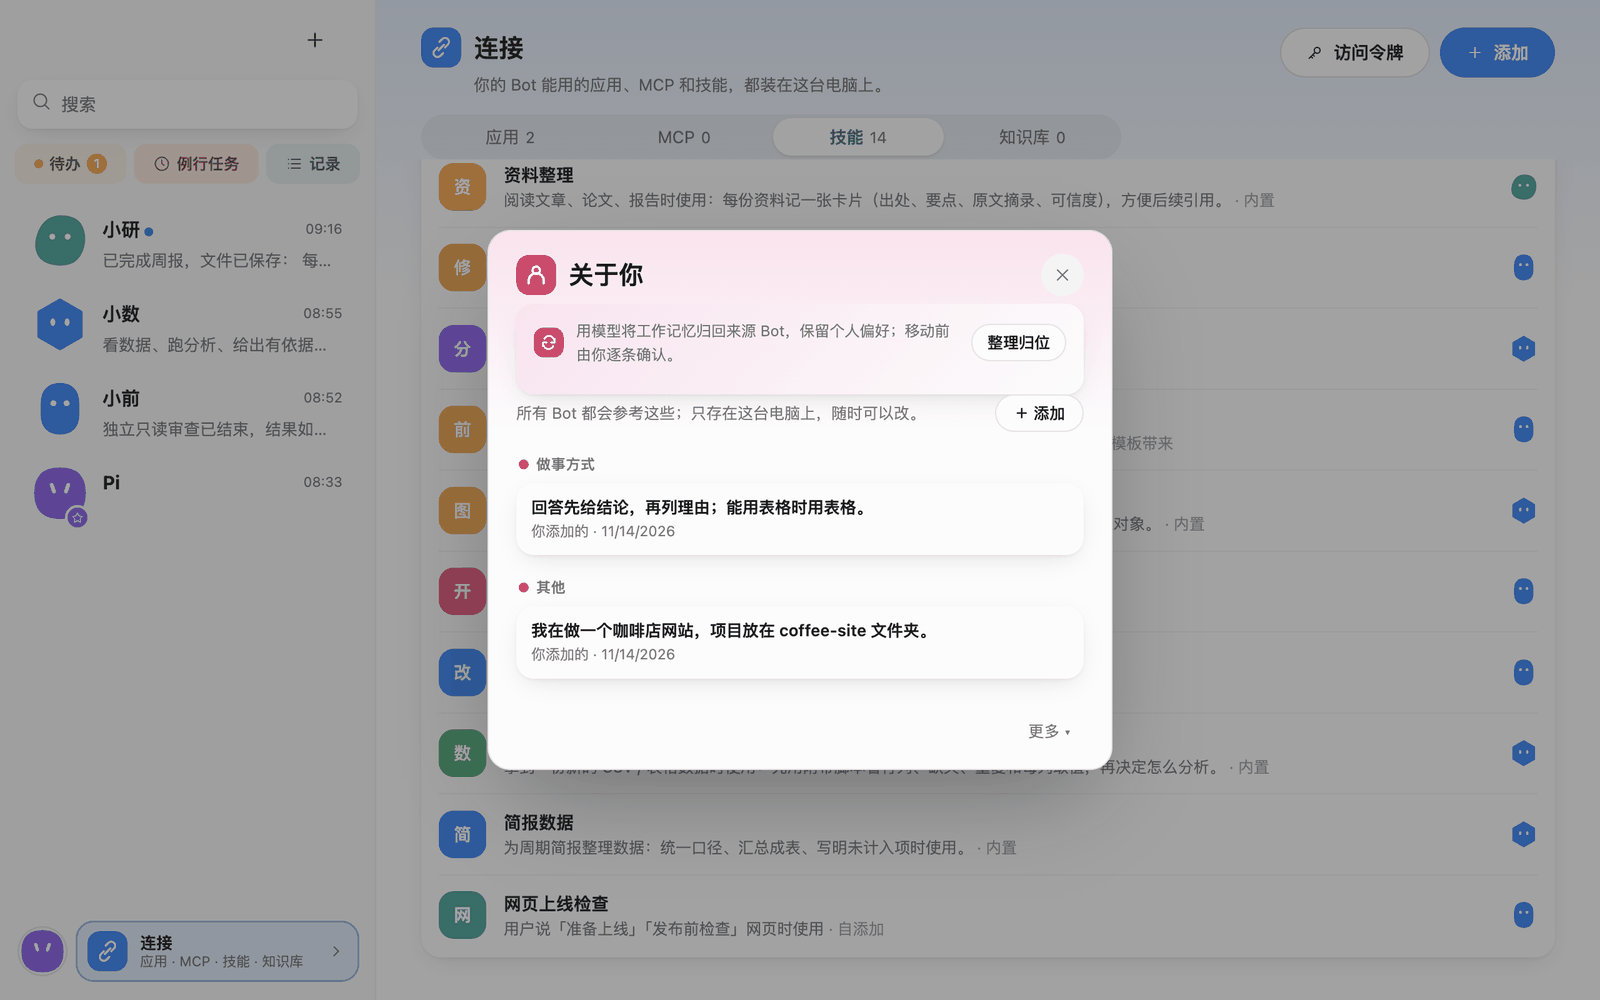 搜索
待办 1
例行任务
记录
小研
09:16
已完成周报，文件已保存： 每...
小数
08:55
看数据、跑分析、给出有依据...
小前
08:52
独立只读审查已结束，结果如...
Pi
08:33
连接
应用 · MCP · 技能 · 知识库
连接
你的 Bot 能用的应用、MCP 和技能，都装在这台电脑上。
访问令牌
添加
应用 2
MCP 0
技能 14
知识库 0
资
资料整理
阅读文章、论文、报告时使用：每份资料记一张卡片（出处、要点、原文摘录、可信度），方便后续引用。 · 内置
修
分
前
模板带来
图
对象。 · 内置
开
改
数
再决定怎么分析。 · 内置
简
简报数据
为周期简报整理数据：统一口径、汇总成表、写明未计入项时使用。 · 内置
网
网页上线检查
用户说「准备上线」「发布前检查」网页时使用 · 自添加
关于你
用模型将工作记忆归回来源 Bot，保留个人偏好；移动前
由你逐条确认。
整理归位
所有 Bot 都会参考这些；只存在这台电脑上，随时可以改。
添加
做事方式
回答先给结论，再列理由；能用表格时用表格。
你添加的 · 11/14/2026
其他
我在做一个咖啡店网站，项目放在 coffee-site 文件夹。
你添加的 · 11/14/2026
更多